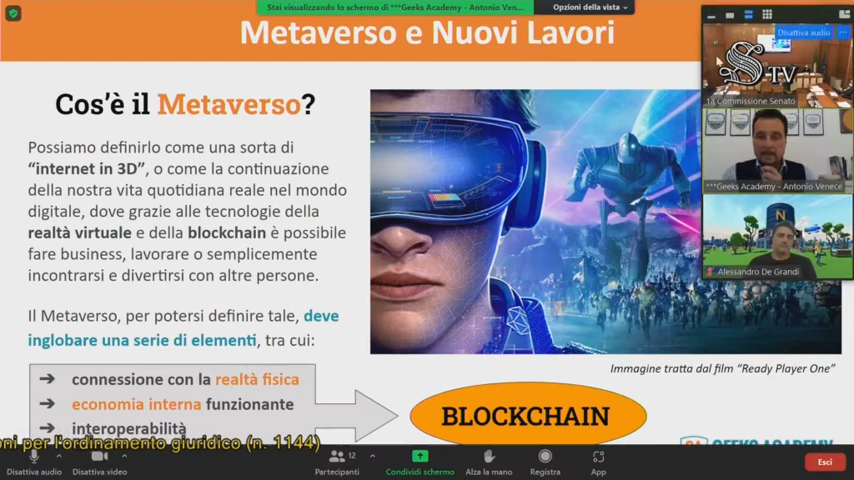 Stai visualizzando lo schermo di ***Geeks Academy - Antonio Ven...
Opzioni della vista
Metaverso e Nuovi Lavori
Disattiva audio
S TV
1a Commissione Senato
Cos'è il Metaverso?
Possiamo definirlo come una sorta di
“internet in 3D”, o come la continuazione
della nostra vita quotidiana reale nel mondo
digitale, dove grazie alle tecnologie della
realtà virtuale e della blockchain è possibile
fare business, lavorare o semplicemente
incontrarsi e divertirsi con altre persone.
***Geeks Academy - Antonio Venece
N
Alessandro De Grandi
Il Metaverso, per potersi definire tale, deve
inglobare una serie di elementi, tra cui:
Immagine tratta dal film “Ready Player One”
➔ connessione con la realtà fisica
➔ economia interna funzionante
➔ interoperabilità
BLOCKCHAIN
oni per l'ordinamento giuridico (n. 1144)
GEEKS ACADEMY
Disattiva audio
Disattiva video
Partecipanti
12
Condividi schermo
Alza la mano
Registra
App
Esci